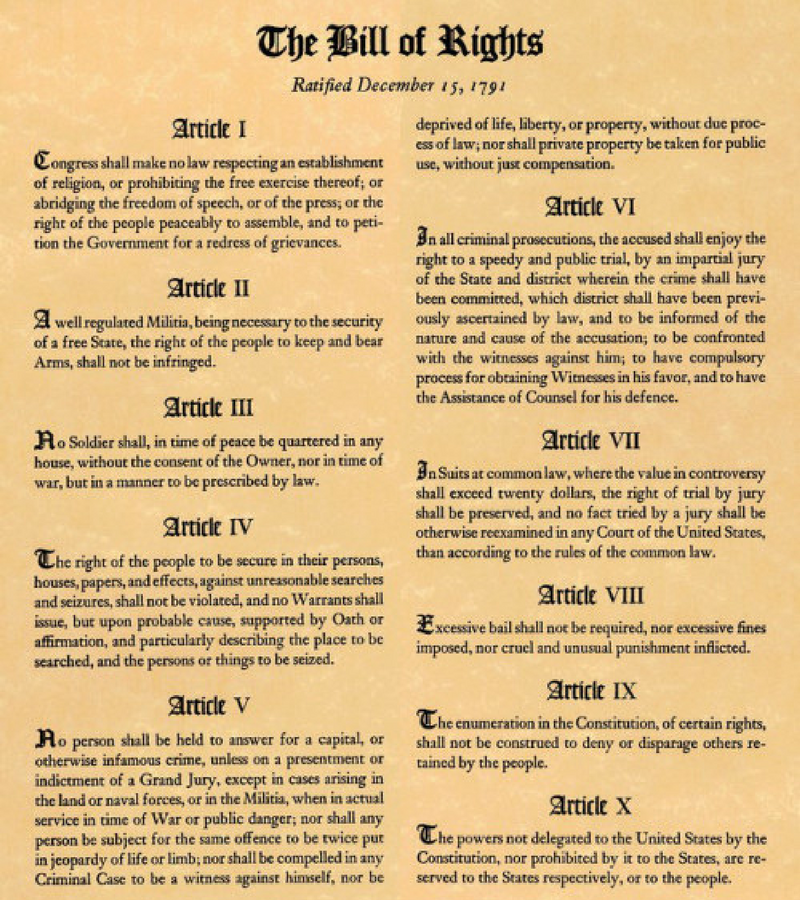 The Bill of Rights
Ratified December 15, 1791
Article I
Congress shall make no law respecting an establishment
of religion, or prohibiting the free exercise thereof; or
abridging the freedom of speech, or of the press; or the
right of the people peaceably to assemble, and to peti-
tion the Government for a redress of grievances.
Article II
A well regulated Militia, being necessary to the security
of a free State, the right of the people to keep and bear
Arms, shall not be infringed.
Article III
No Soldier shall, in time of peace be quartered in any
house, without the consent of the Owner, nor in time of
war, but in a manner to be prescribed by law.
Article IV
The right of the people to be secure in their persons,
houses, papers, and effects, against unreasonable searches
and seizures, shall not be violated, and no Warrants shall
issue, but upon probable cause, supported by Oath or
affirmation, and particularly describing the place to be
searched, and the persons or things to be seized.
Article V
No person shall be held to answer for a capital, or
otherwise infamous crime, unless on a presentment or
indictment of a Grand Jury, except in cases arising in
the land or naval forces, or in the Militia, when in actual
service in time of War or public danger; nor shall any
person be subject for the same offence to be twice put
in jeopardy of life or limb; nor shall be compelled in any
Criminal Case to be a witness against himself, nor be
deprived of life, liberty, or property, without due proc-
ess of law; nor shall private property be taken for public
use, without just compensation.
Article VI
In all criminal prosecutions, the accused shall enjoy the
right to a speedy and public trial, by an impartial jury
of the State and district wherein the crime shall have
been committed, which district shall have been previ-
ously ascertained by law, and to be informed of the
nature and cause of the accusation; to be confronted
with the witnesses against him; to have compulsory
process for obtaining Witnesses in his favor, and to have
the Assistance of Counsel for his defence.
Article VII
In Suits at common law, where the value in controversy
shall exceed twenty dollars, the right of trial by jury
shall be preserved, and no fact tried by a jury shall be
otherwise reexamined in any Court of the United States,
than according to the rules of the common law.
Article VIII
Excessive bail shall not be required, nor excessive fines
imposed, nor cruel and unusual punishment inflicted.
Article IX
The enumeration in the Constitution, of certain rights,
shall not be construed to deny or disparage others re-
tained by the people.
Article X
The powers not delegated to the United States by the
Constitution, nor prohibited by it to the States, are re-
served to the States respectively, or to the people.